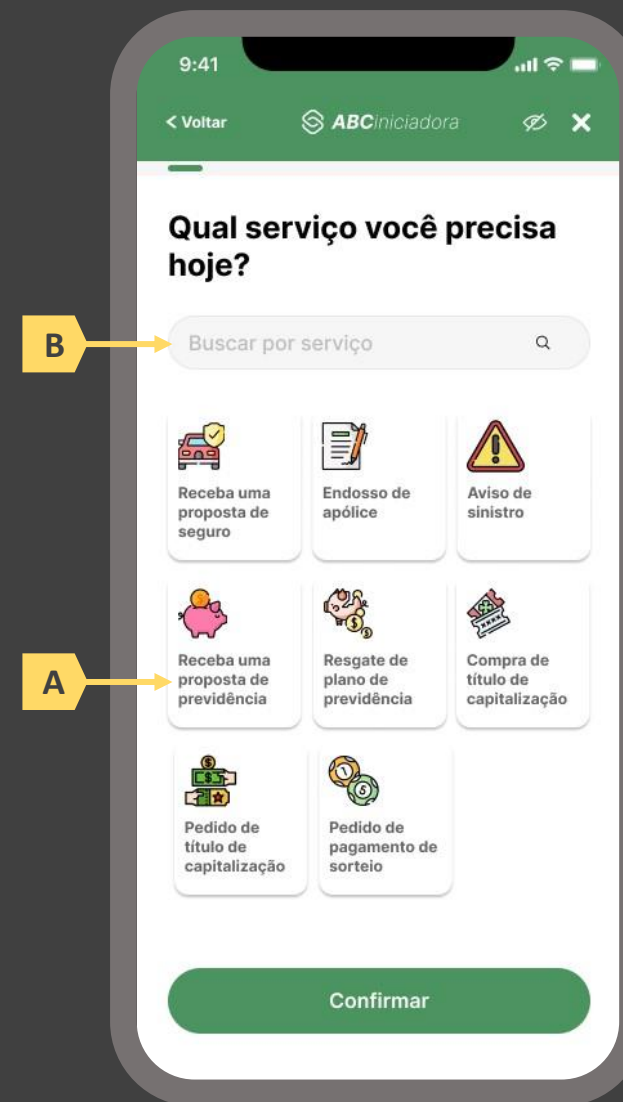 9:41
< Voltar
ABCiniciadora
Qual serviço você precisa
hoje?
B
Buscar por serviço
Receba uma
proposta de
seguro
Endosso de
apólice
Aviso de
sinistro
A
Receba uma
proposta de
previdência
Resgate de
plano de
previdência
Compra de
título de
capitalização
Pedido de
título de
capitalização
Pedido de
pagamento de
sorteio
Confirmar